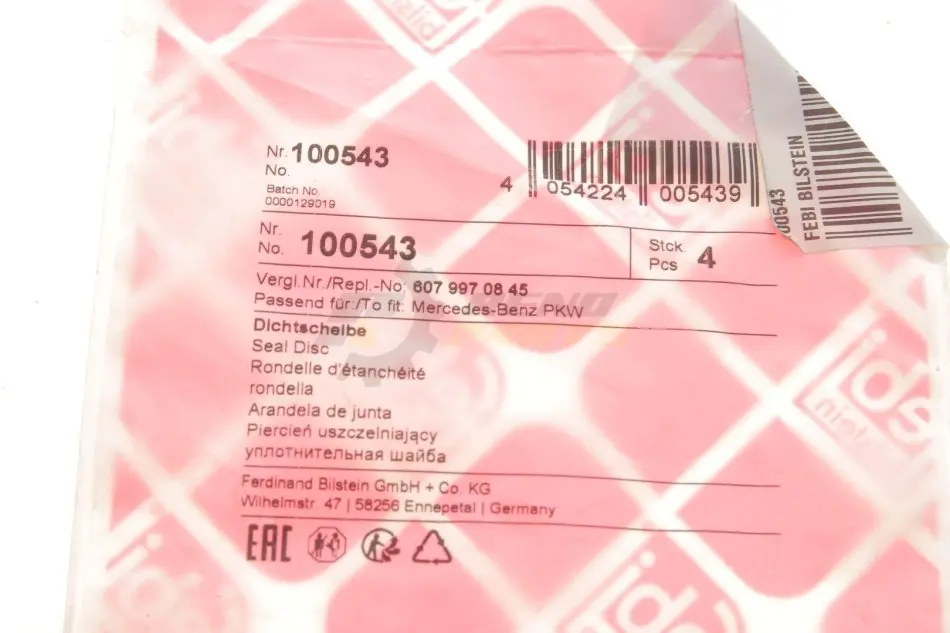 Nr. 100543
No.
Batch No.
0000129019
4 054224 005439
Nr.
No. 100543
Stck.
Pcs 4
Vergl.Nr./Repl.-No: 607 997 08 45
Passend für:/To fit: Mercedes-Benz PKW
Dichtscheibe
Seal Disc
Rondelle d'étanchéité
rondella
Arandela de junta
Piercień uszczelniający
уплотнительная шайба
Ferdinand Bilstein GmbH + Co. KG
Wilhelmstr. 47 | 58256 Ennepetal | Germany
EAC
00543
FEBI BILSTEIN